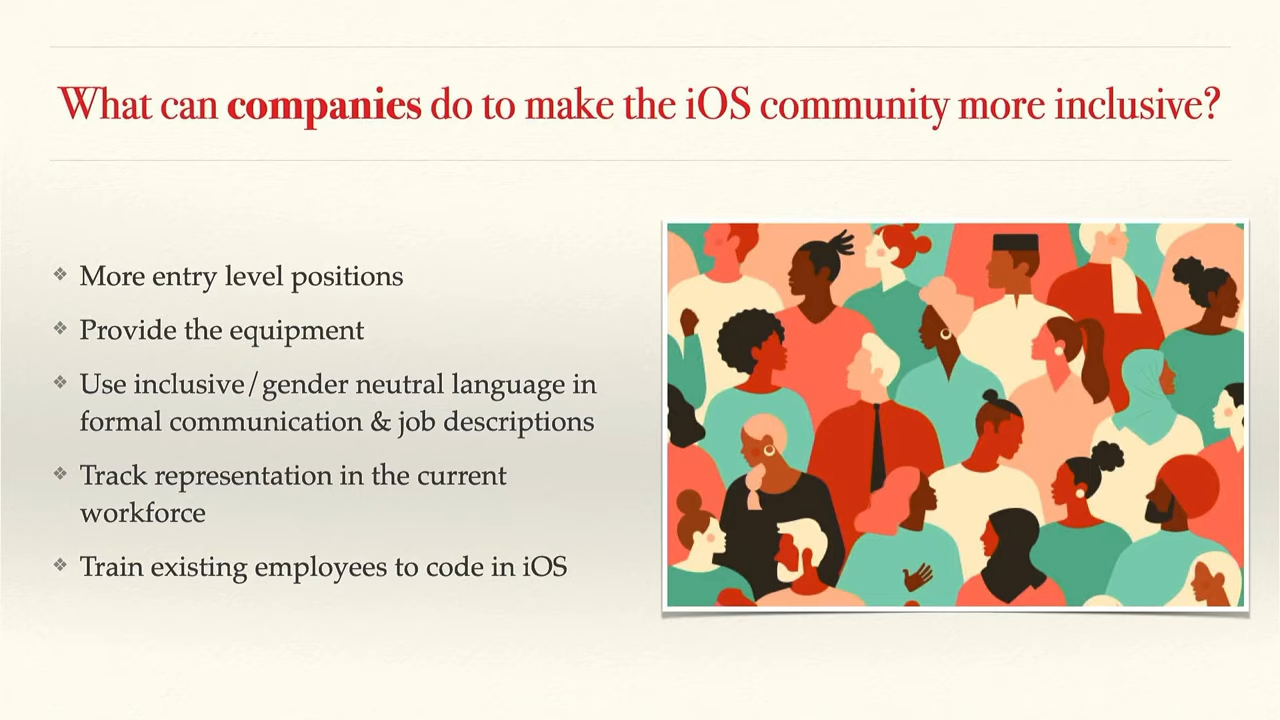 What can companies do to make the iOS community more inclusive?
❖ More entry level positions
❖ Provide the equipment
❖ Use inclusive/gender neutral language in
formal communication & job descriptions
❖ Track representation in the current
workforce
❖ Train existing employees to code in iOS